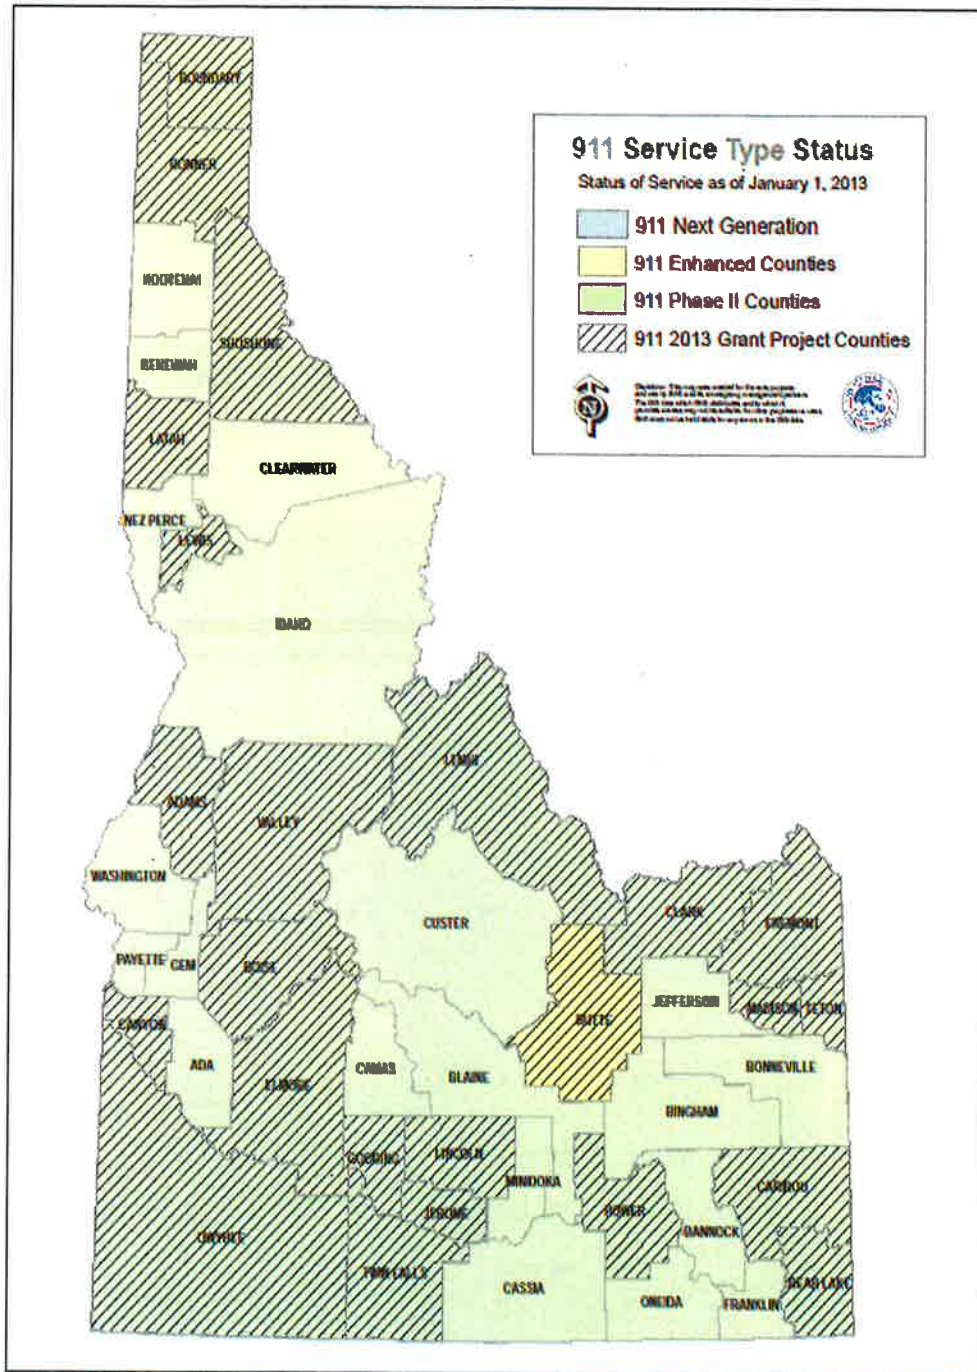 BOUNDARY
BONNER
911 Service Type Status
Status of Service as of January 1, 2013
911 Next Generation
911 Enhanced Counties
911 Phase II Counties
911 2013 Grant Project Counties
N
KOOTENAI
SHOSHONE
BENEWAH
LATAH
CLEARWATER
NEZ PERCE
LEWIS
IDAHO
LEMHI
ADAMS
VALLEY
WASHINGTON
CUSTER
CLARK
FREMONT
PAYETTE
GEM
BOISE
JEFFERSON
MADISON
TETON
CANYON
BUTTE
ADA
CAMAS
BLAINE
BONNEVILLE
ELMORE
BINGHAM
GOODING
LINCOLN
MINIDOKA
CARIBOU
JEROME
POWER
BANNOCK
OWYHEE
TWIN FALLS
CASSIA
BEAR LAKE
ONEIDA
FRANKLIN